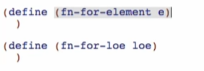 (define (fn-for-element e)
)
(define (fn-for-loe loe)
)